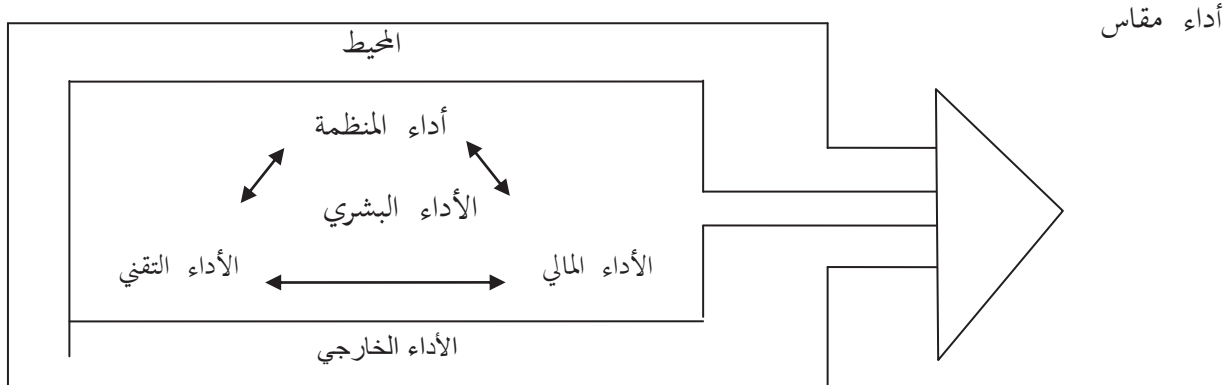 أداء مقاس
المحيط
أداء المنظمة
الأداء البشري
الأداء المالي
الأداء التقني
الأداء الخارجي